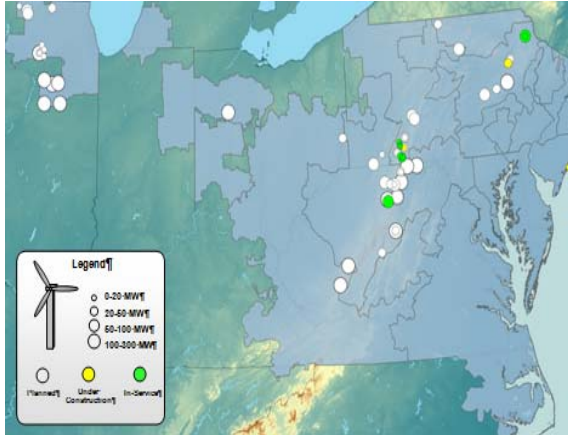 Legend¶
0-20·MW¶
20-50·MW¶
50-100·MW¶
100-300·MW¶
Planned¶
Under
Construction¶
In-Service¶